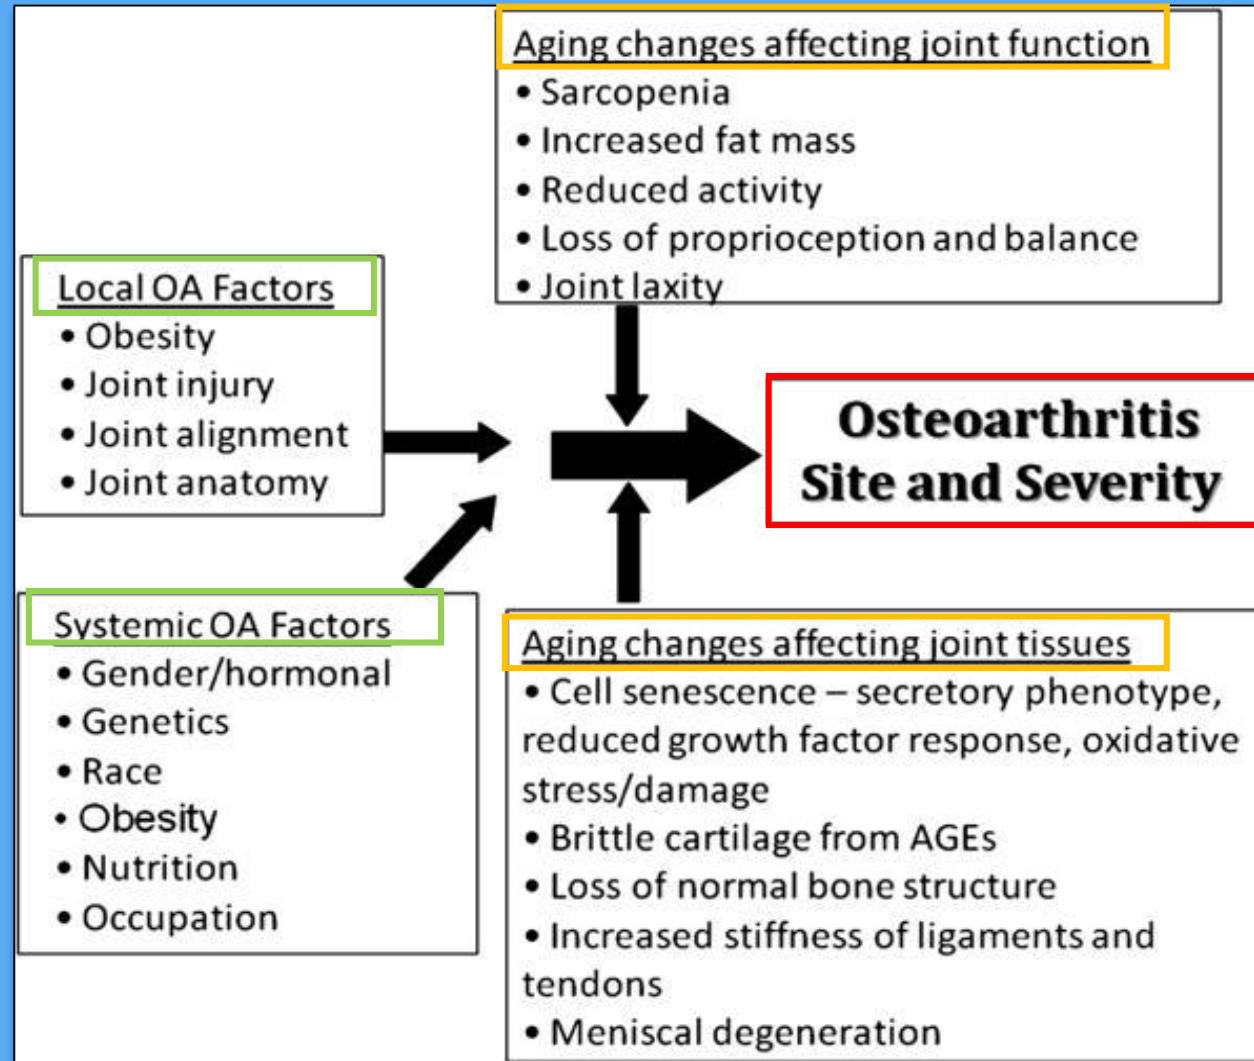 Aging changes affecting joint function
• Sarcopenia
• Increased fat mass
• Reduced activity
• Loss of proprioception and balance
• Joint laxity
Local OA Factors
• Obesity
• Joint injury
• Joint alignment
• Joint anatomy
Osteoarthritis
Site and Severity
Systemic OA Factors
• Gender/hormonal
• Genetics
• Race
• Obesity
• Nutrition
• Occupation
Aging changes affecting joint tissues
• Cell senescence – secretory phenotype,
reduced growth factor response, oxidative
stress/damage
• Brittle cartilage from AGEs
• Loss of normal bone structure
• Increased stiffness of ligaments and
tendons
• Meniscal degeneration